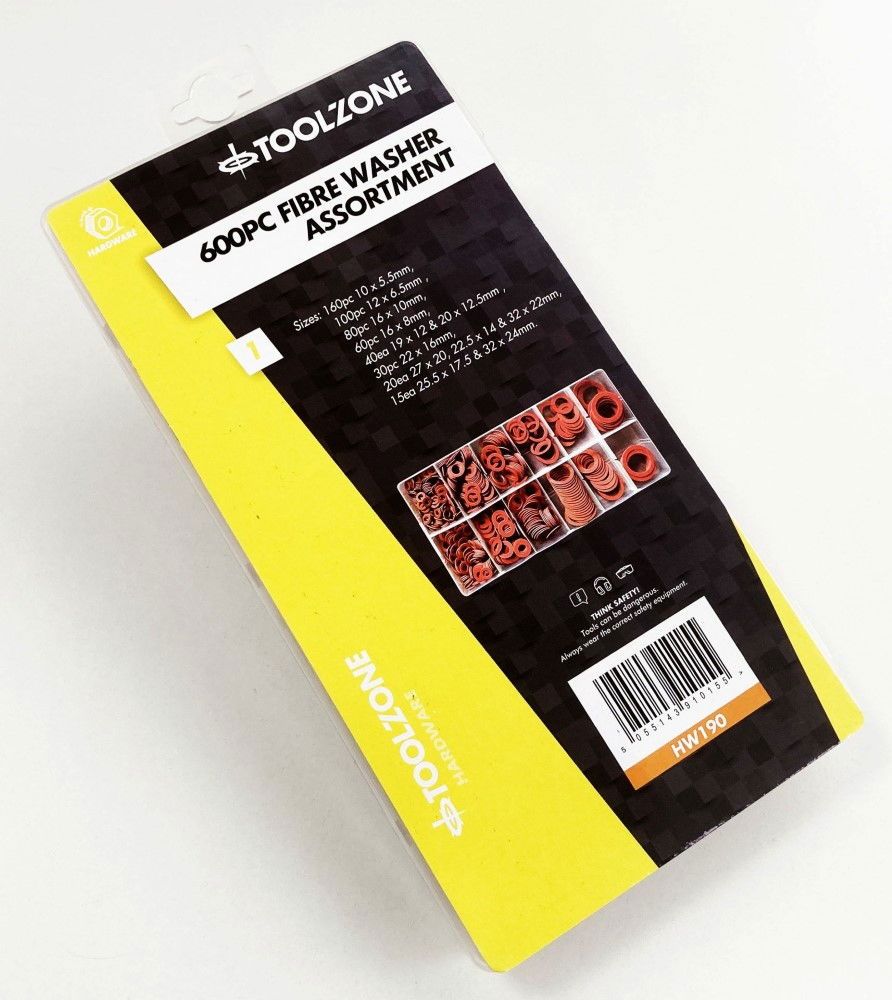 TOOLZONE
HARDWARE
600PC FIBRE WASHER
ASSORTMENT
1
Sizes: 160pc 10 x 5.5mm,
100pc 12 x 6.5mm ,
80pc 16 x 10mm,
60pc 16 x 8mm,
40ea 19 x 12 & 20 x 12.5mm ,
30pc 22 x 16mm,
20ea 27 x 20, 22.5 x 14 & 32 x 22mm,
15ea 25.5 x 17.5 & 32 x 24mm.
THINK SAFETY!
Tools can be dangerous.
Always wear the correct safety equipment.
5 055143 910155 >
HW190
TOOLZONE
HARDWARE